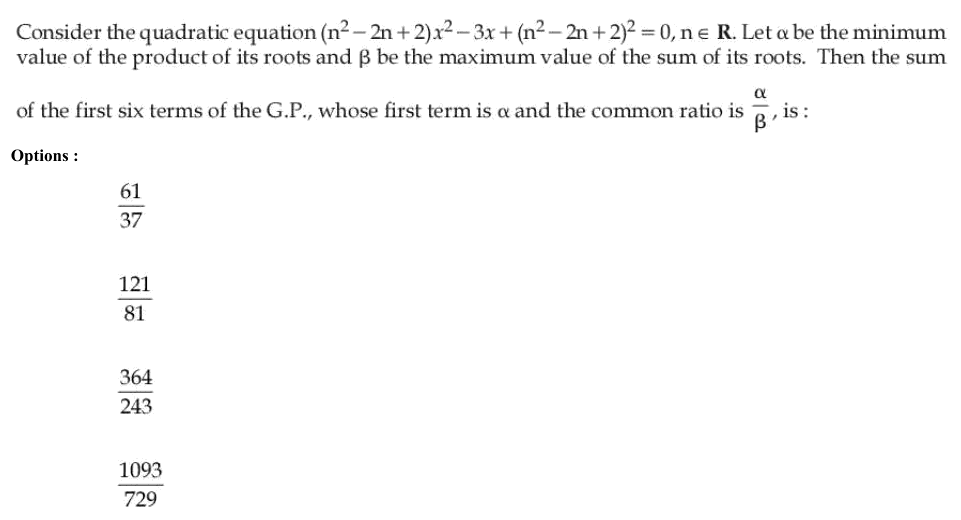 Consider the quadratic equation (n² – 2n + 2)x² – 3x + (n² – 2n + 2)² = 0, n ∈ R. Let α be the minimum
value of the product of its roots and β be the maximum value of the sum of its roots. Then the sum
of the first six terms of the G.P., whose first term is α and the common ratio is α/β, is :
Options :
61/37
121/81
364/243
1093/729